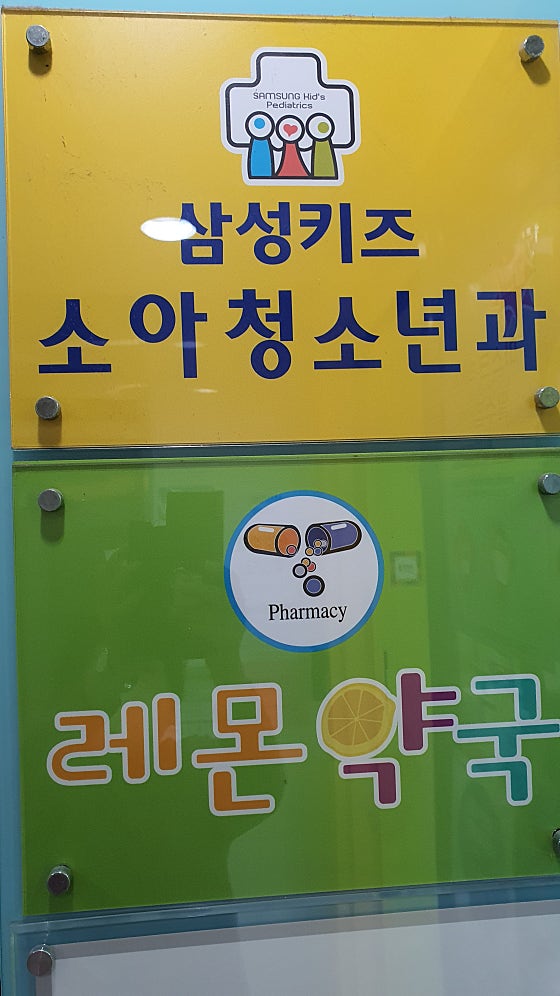 SAMSUNG Kid's
Pediatrics
삼성키즈
소아청소년과
Pharmacy
레몬약국